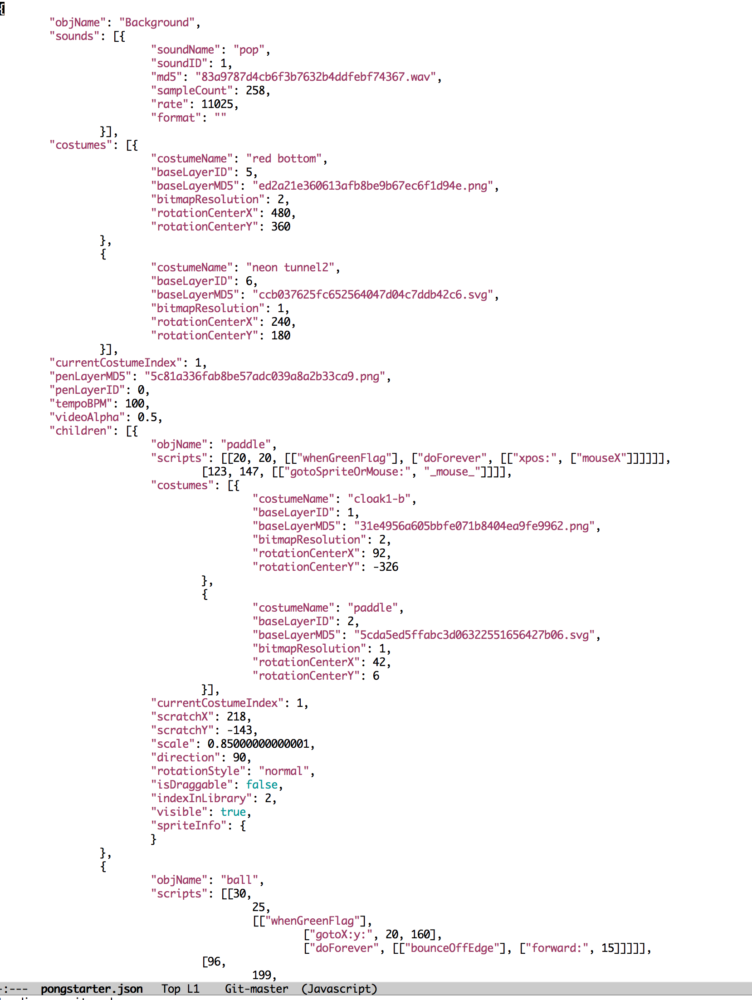 {
"objName": "Background",
"sounds": [{
"soundName": "pop",
"soundID": 1,
"md5": "83a9787d4cb6f3b7632b4ddfebf74367.wav",
"sampleCount": 258,
"rate": 11025,
"format": ""
}],
"costumes": [{
"costumeName": "red bottom",
"baseLayerID": 5,
"baseLayerMD5": "ed2a21e360613afb8be9b67ec6f1d94e.png",
"bitmapResolution": 2,
"rotationCenterX": 480,
"rotationCenterY": 360
},
{
"costumeName": "neon tunnel2",
"baseLayerID": 6,
"baseLayerMD5": "ccb037625fc652564047d04c7ddb42c6.svg",
"bitmapResolution": 1,
"rotationCenterX": 240,
"rotationCenterY": 180
}],
"currentCostumeIndex": 1,
"penLayerMD5": "5c81a336fab8be57adc039a8a2b33ca9.png",
"penLayerID": 0,
"tempoBPM": 100,
"videoAlpha": 0.5,
"children": [{
"objName": "paddle",
"scripts": [[20, 20, [["whenGreenFlag"], ["doForever", [["xpos:", ["mouseX"]]]]]],
[123, 147, [["gotoSpriteOrMouse:", "_mouse_"]]]],
"costumes": [{
"costumeName": "cloak1-b",
"baseLayerID": 1,
"baseLayerMD5": "31e4956a605bbfe071b8404ea9fe9962.png",
"bitmapResolution": 2,
"rotationCenterX": 92,
"rotationCenterY": -326
},
{
"costumeName": "paddle",
"baseLayerID": 2,
"baseLayerMD5": "5cda5ed5ffabc3d06322551656427b06.svg",
"bitmapResolution": 1,
"rotationCenterX": 42,
"rotationCenterY": 6
}],
"currentCostumeIndex": 1,
"scratchX": 218,
"scratchY": -143,
"scale": 0.85000000000001,
"direction": 90,
"rotationStyle": "normal",
"isDraggable": false,
"indexInLibrary": 2,
"visible": true,
"spriteInfo": {
}
},
{
"objName": "ball",
"scripts": [[30,
25,
[["whenGreenFlag"],
["gotoX:y:", 20, 160],
["doForever", [["bounceOffEdge"], ["forward:", 15]]]]],
[96,
199,
-:--- pongstarter.json Top L1 Git-master (Javascript)